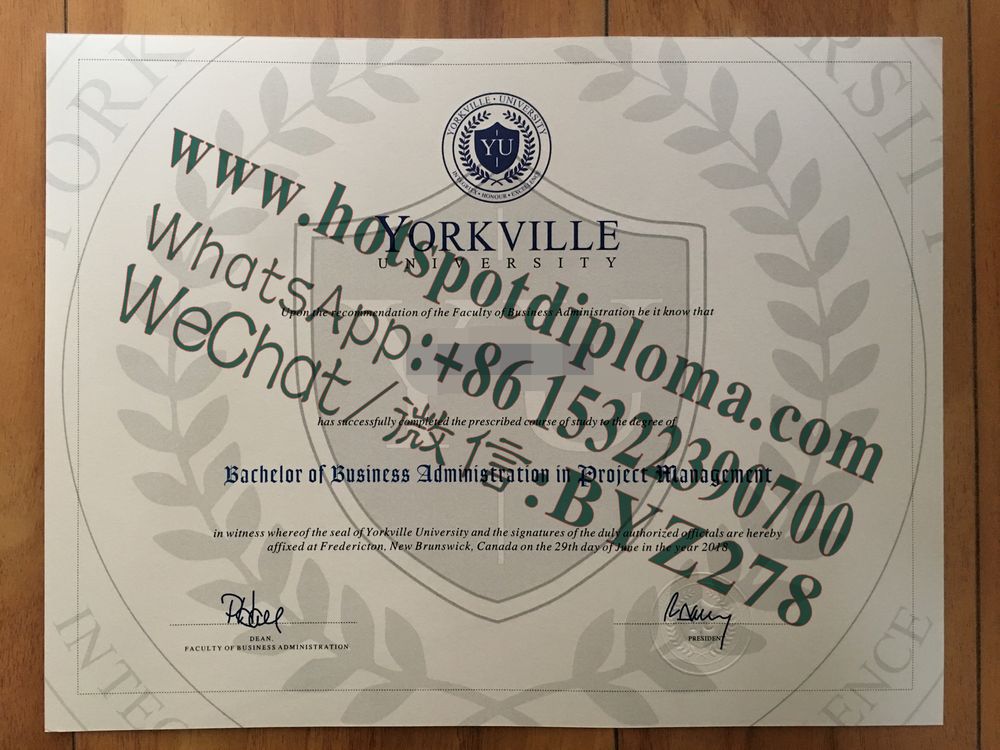 YORKVILLE · UNIVERSITY
YU
INTEGRITY · HONOUR · EXCELLENCE
YORKVILLE
UNIVERSITY
Upon the recommendation of the Faculty of Business Administration be it know that
has successfully completed the prescribed course of study to the degree of
Bachelor of Business Administration in Project Management
in witness whereof the seal of Yorkville University and the signatures of the duly authorized officials are hereby
affixed at Fredericton, New Brunswick, Canada on the 29th day of June in the year 2018
DEAN,
FACULTY OF BUSINESS ADMINISTRATION
PRESIDENT
www.hotspotdiploma.com
WhatsApp:+86 15322390700
WeChat/微信:BYZ278